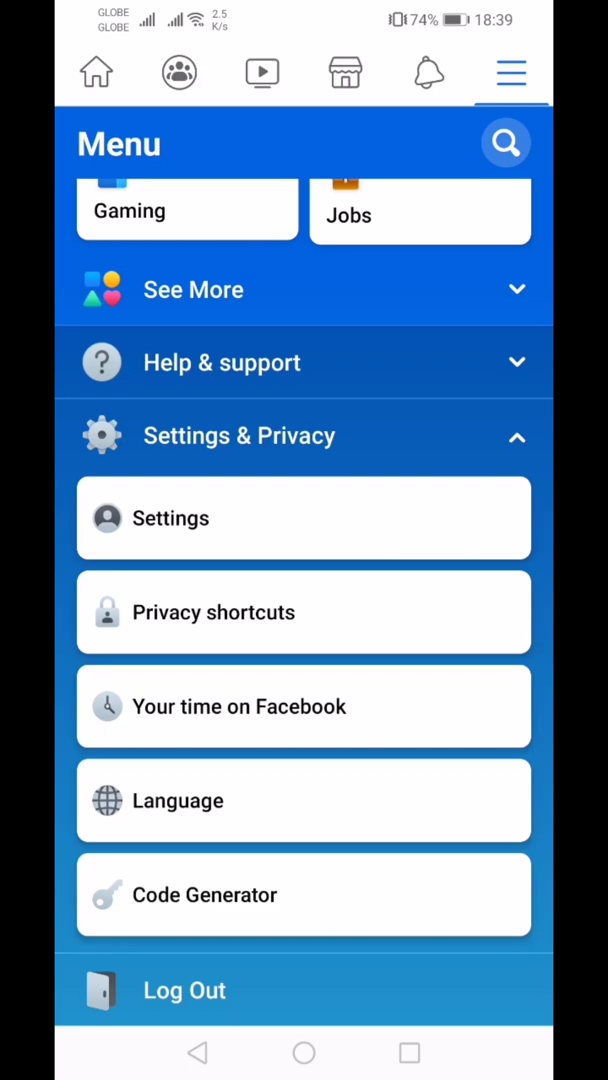 GLOBE
GLOBE
2.5
K/s
74%
18:39
Menu
Gaming
Jobs
See More
Help & support
Settings & Privacy
Settings
Privacy shortcuts
Your time on Facebook
Language
Code Generator
Log Out